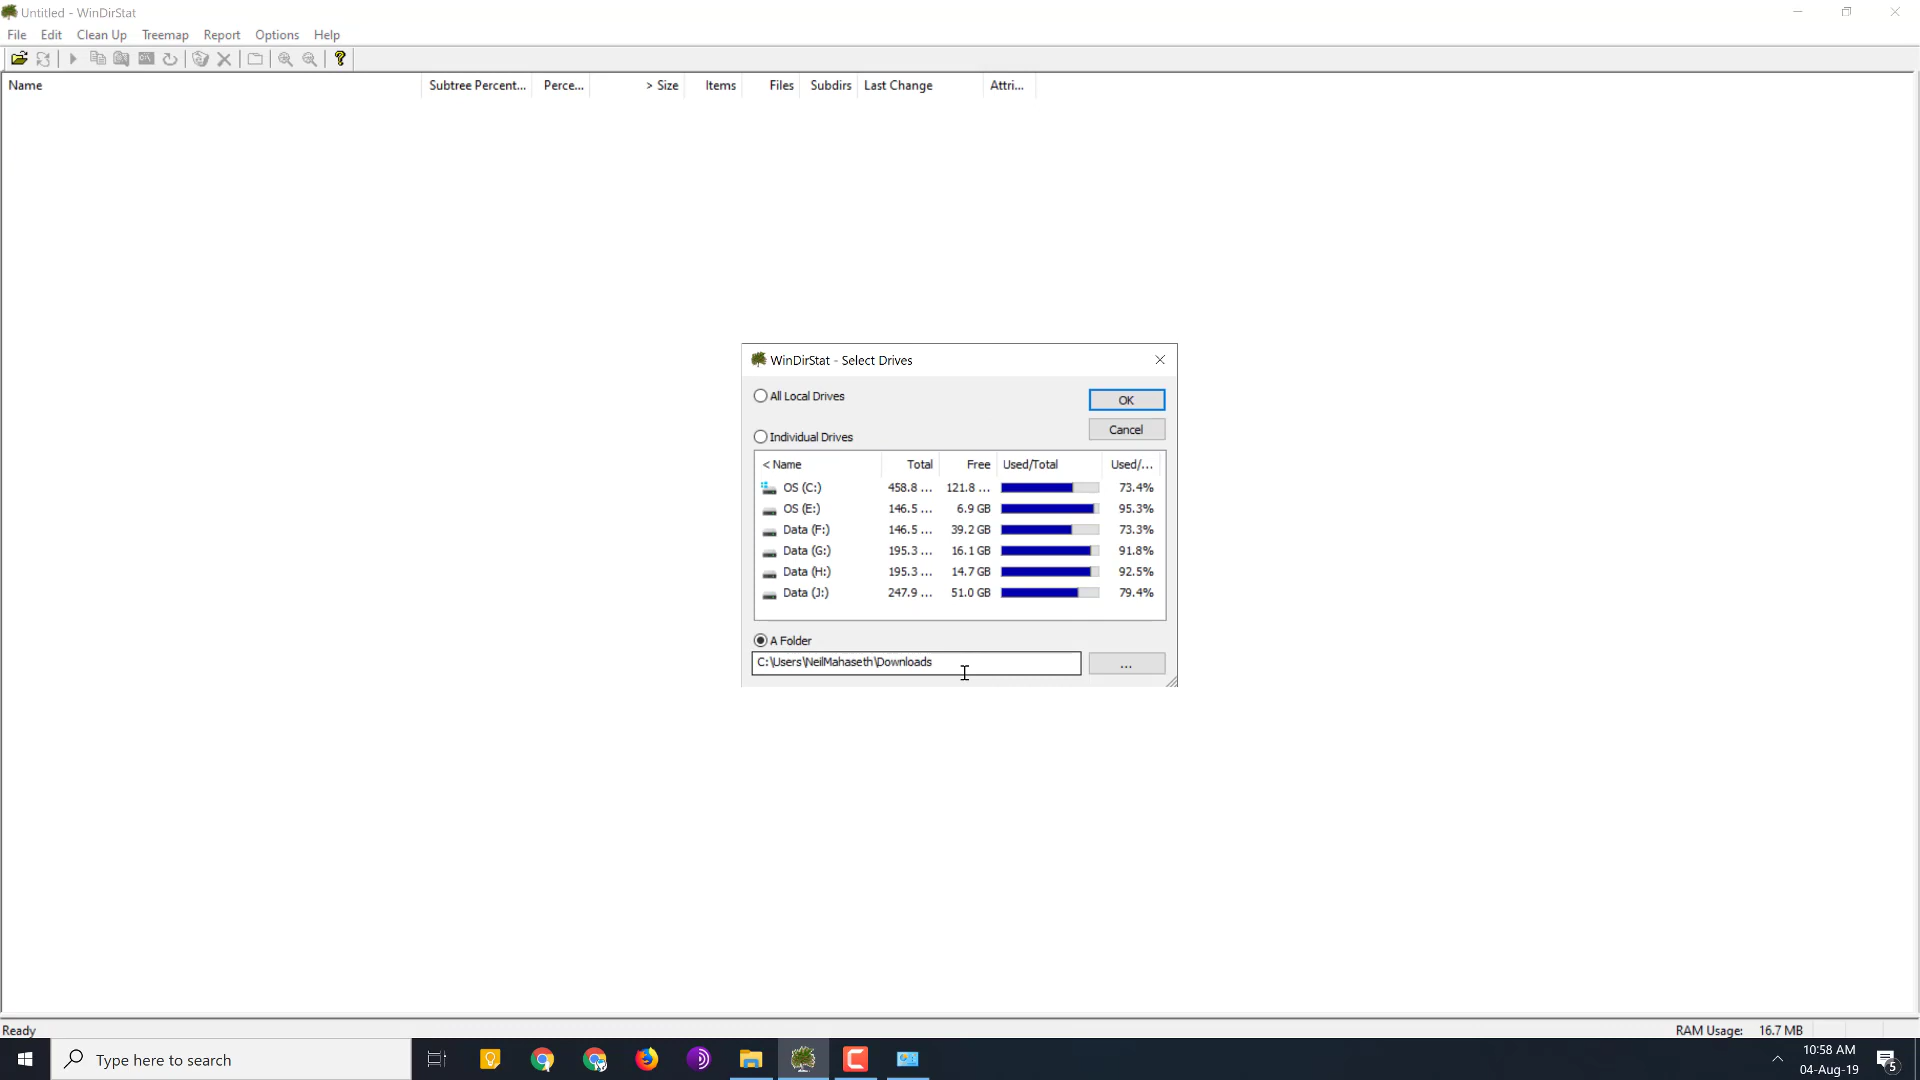 Untitled - WinDirStat
File Edit Clean Up Treemap Report Options Help
Name Subtree Percent... Perce... > Size Items Files Subdirs Last Change Attri...
WinDirStat - Select Drives
All Local Drives
OK
Cancel
Individual Drives
< Name Total Free Used/Total Used/...
OS (C:) 458.8 ... 121.8 ... 73.4%
OS (E:) 146.5 ... 6.9 GB 95.3%
Data (F:) 146.5 ... 39.2 GB 73.3%
Data (G:) 195.3 ... 16.1 GB 91.8%
Data (H:) 195.3 ... 14.7 GB 92.5%
Data (J:) 247.9 ... 51.0 GB 79.4%
A Folder
C:\Users\NeilMahaseth\Downloads ...
Ready RAM Usage: 16.7 MB
Type here to search
10:58 AM
04-Aug-19
5